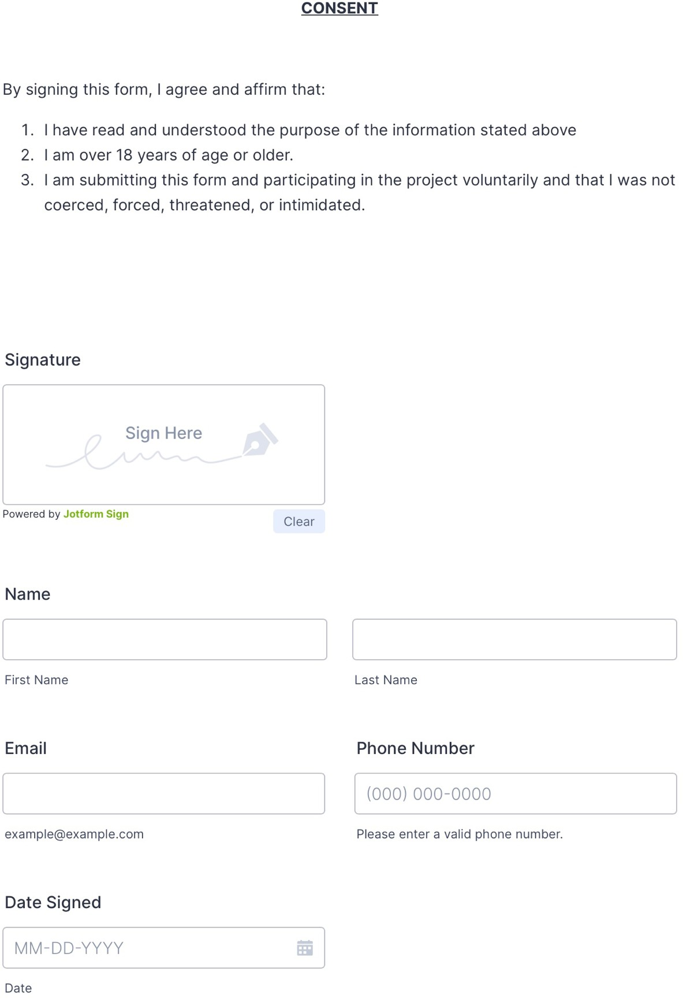 CONSENT
By signing this form, I agree and affirm that:
1. I have read and understood the purpose of the information stated above
2. I am over 18 years of age or older.
3. I am submitting this form and participating in the project voluntarily and that I was not
coerced, forced, threatened, or intimidated.
Signature
Sign Here
Powered by Jotform Sign
Clear
Name
First Name
Last Name
Email
Phone Number
(000) 000-0000
example@example.com
Please enter a valid phone number.
Date Signed
MM-DD-YYYY
Date